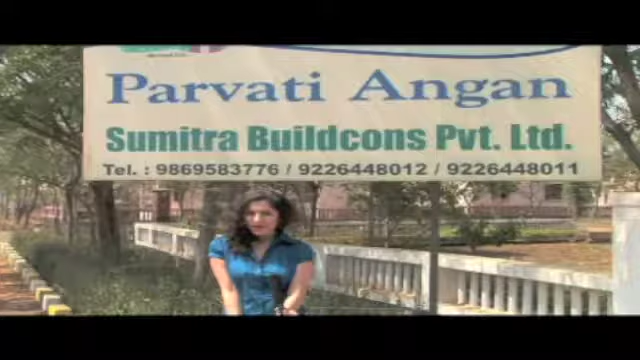 Parvati Angan
Sumitra Buildcons Pvt. Ltd.
Tel. : 9869583776 / 9226448012 / 9226448011